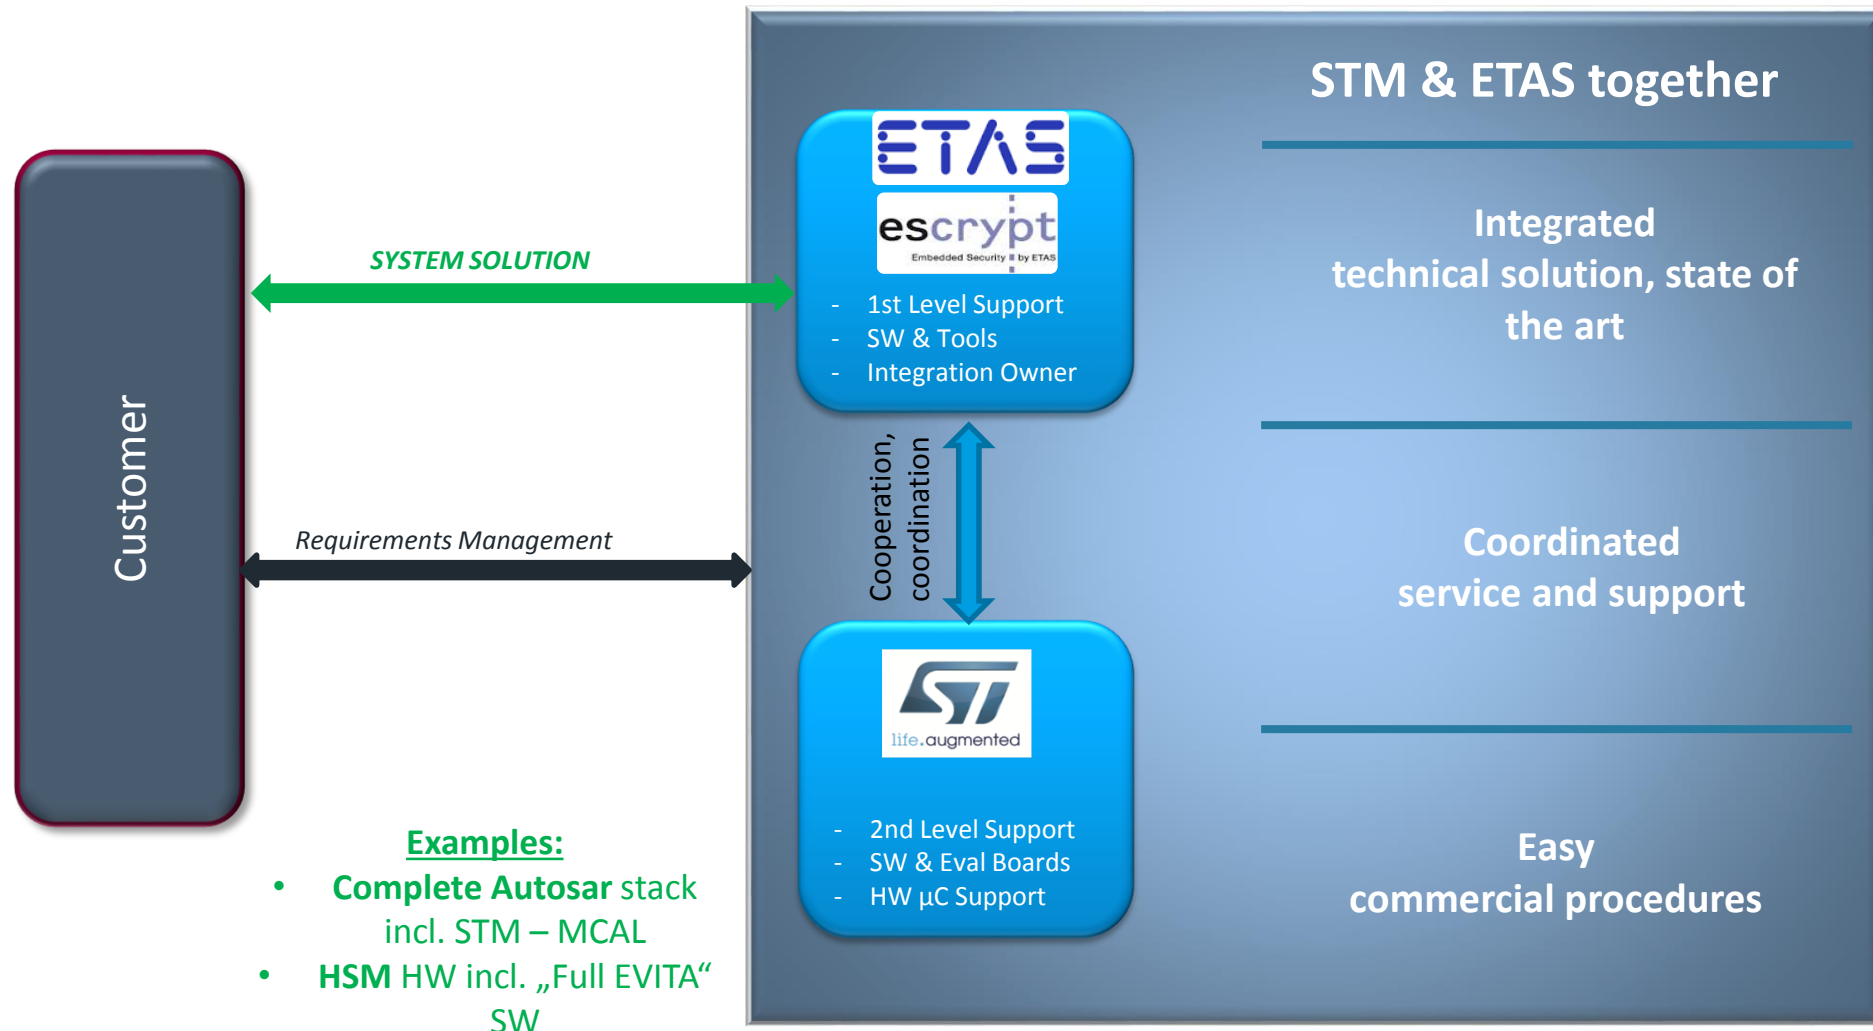 STM & ETAS together
ETAS
escrypt
Embedded Security by ETAS
- 1st Level Support
- SW & Tools
- Integration Owner
SYSTEM SOLUTION
Customer
Requirements Management
Cooperation,
coordination
life.augmented
- 2nd Level Support
- SW & Eval Boards
- HW µC Support
Integrated
technical solution, state of
the art
Coordinated
service and support
Easy
commercial procedures
Examples:
• Complete Autosar stack
incl. STM – MCAL
• HSM HW incl. „Full EVITA“
SW